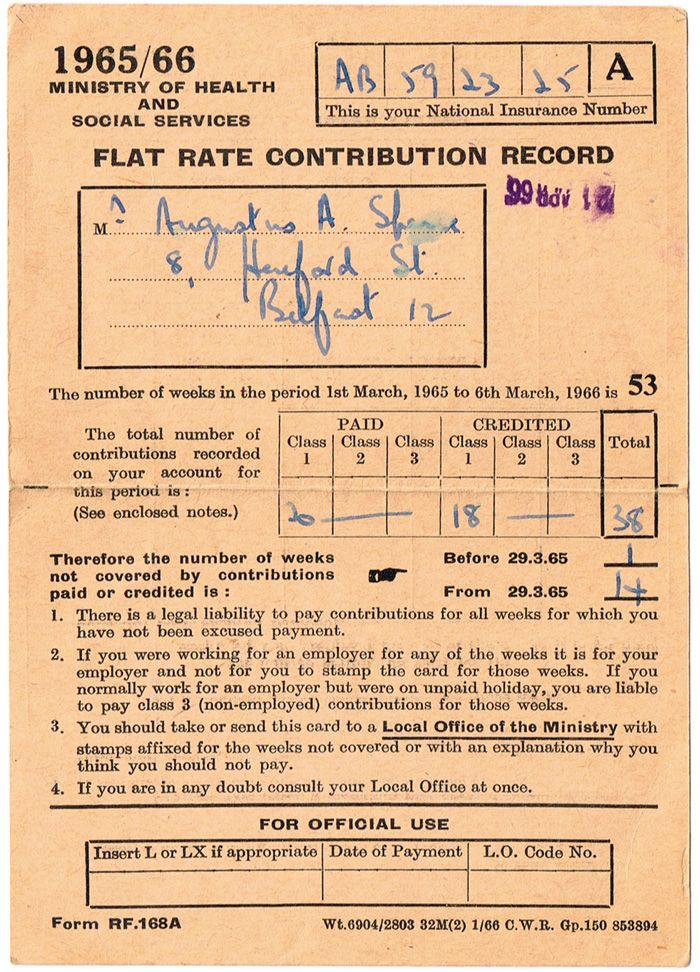 1965/66
MINISTRY OF HEALTH
AND
SOCIAL SERVICES
AB 59 23 25 A
This is your National Insurance Number
FLAT RATE CONTRIBUTION RECORD
M Augustus A. Spence
8, Hereford St.
Belfast 12
The number of weeks in the period 1st March, 1965 to 6th March, 1966 is 53
The total number of
contributions recorded
on your account for
this period is :
(See enclosed notes.)
PAID CREDITED
Class 1 Class 2 Class 3 Class 1 Class 2 Class 3 Total
20 — 18 — 38
Therefore the number of weeks
not covered by contributions
paid or credited is :
Before 29.3.65 1
From 29.3.65 14
1. There is a legal liability to pay contributions for all weeks for which you
have not been excused payment.
2. If you were working for an employer for any of the weeks it is for your
employer and not for you to stamp the card for those weeks. If you
normally work for an employer but were on unpaid holiday, you are liable
to pay class 3 (non-employed) contributions for those weeks.
3. You should take or send this card to a Local Office of the Ministry with
stamps affixed for the weeks not covered or with an explanation why you
think you should not pay.
4. If you are in any doubt consult your Local Office at once.
FOR OFFICIAL USE
Insert L or LX if appropriate Date of Payment L.O. Code No.
Form RF.168A
Wt.6904/2803 32M(2) 1/66 C.W.R. Gp.150 853894